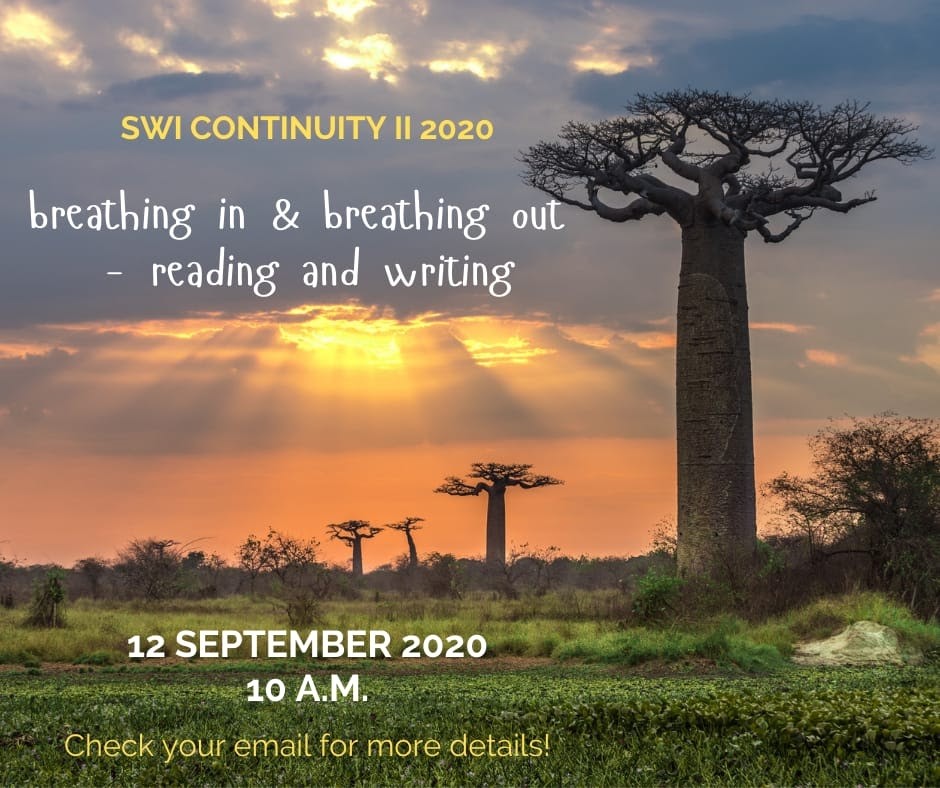 SWI CONTINUITY II 2020
breathing in & breathing out
- reading and writing
12 SEPTEMBER 2020
10 A.M.
Check your email for more details!